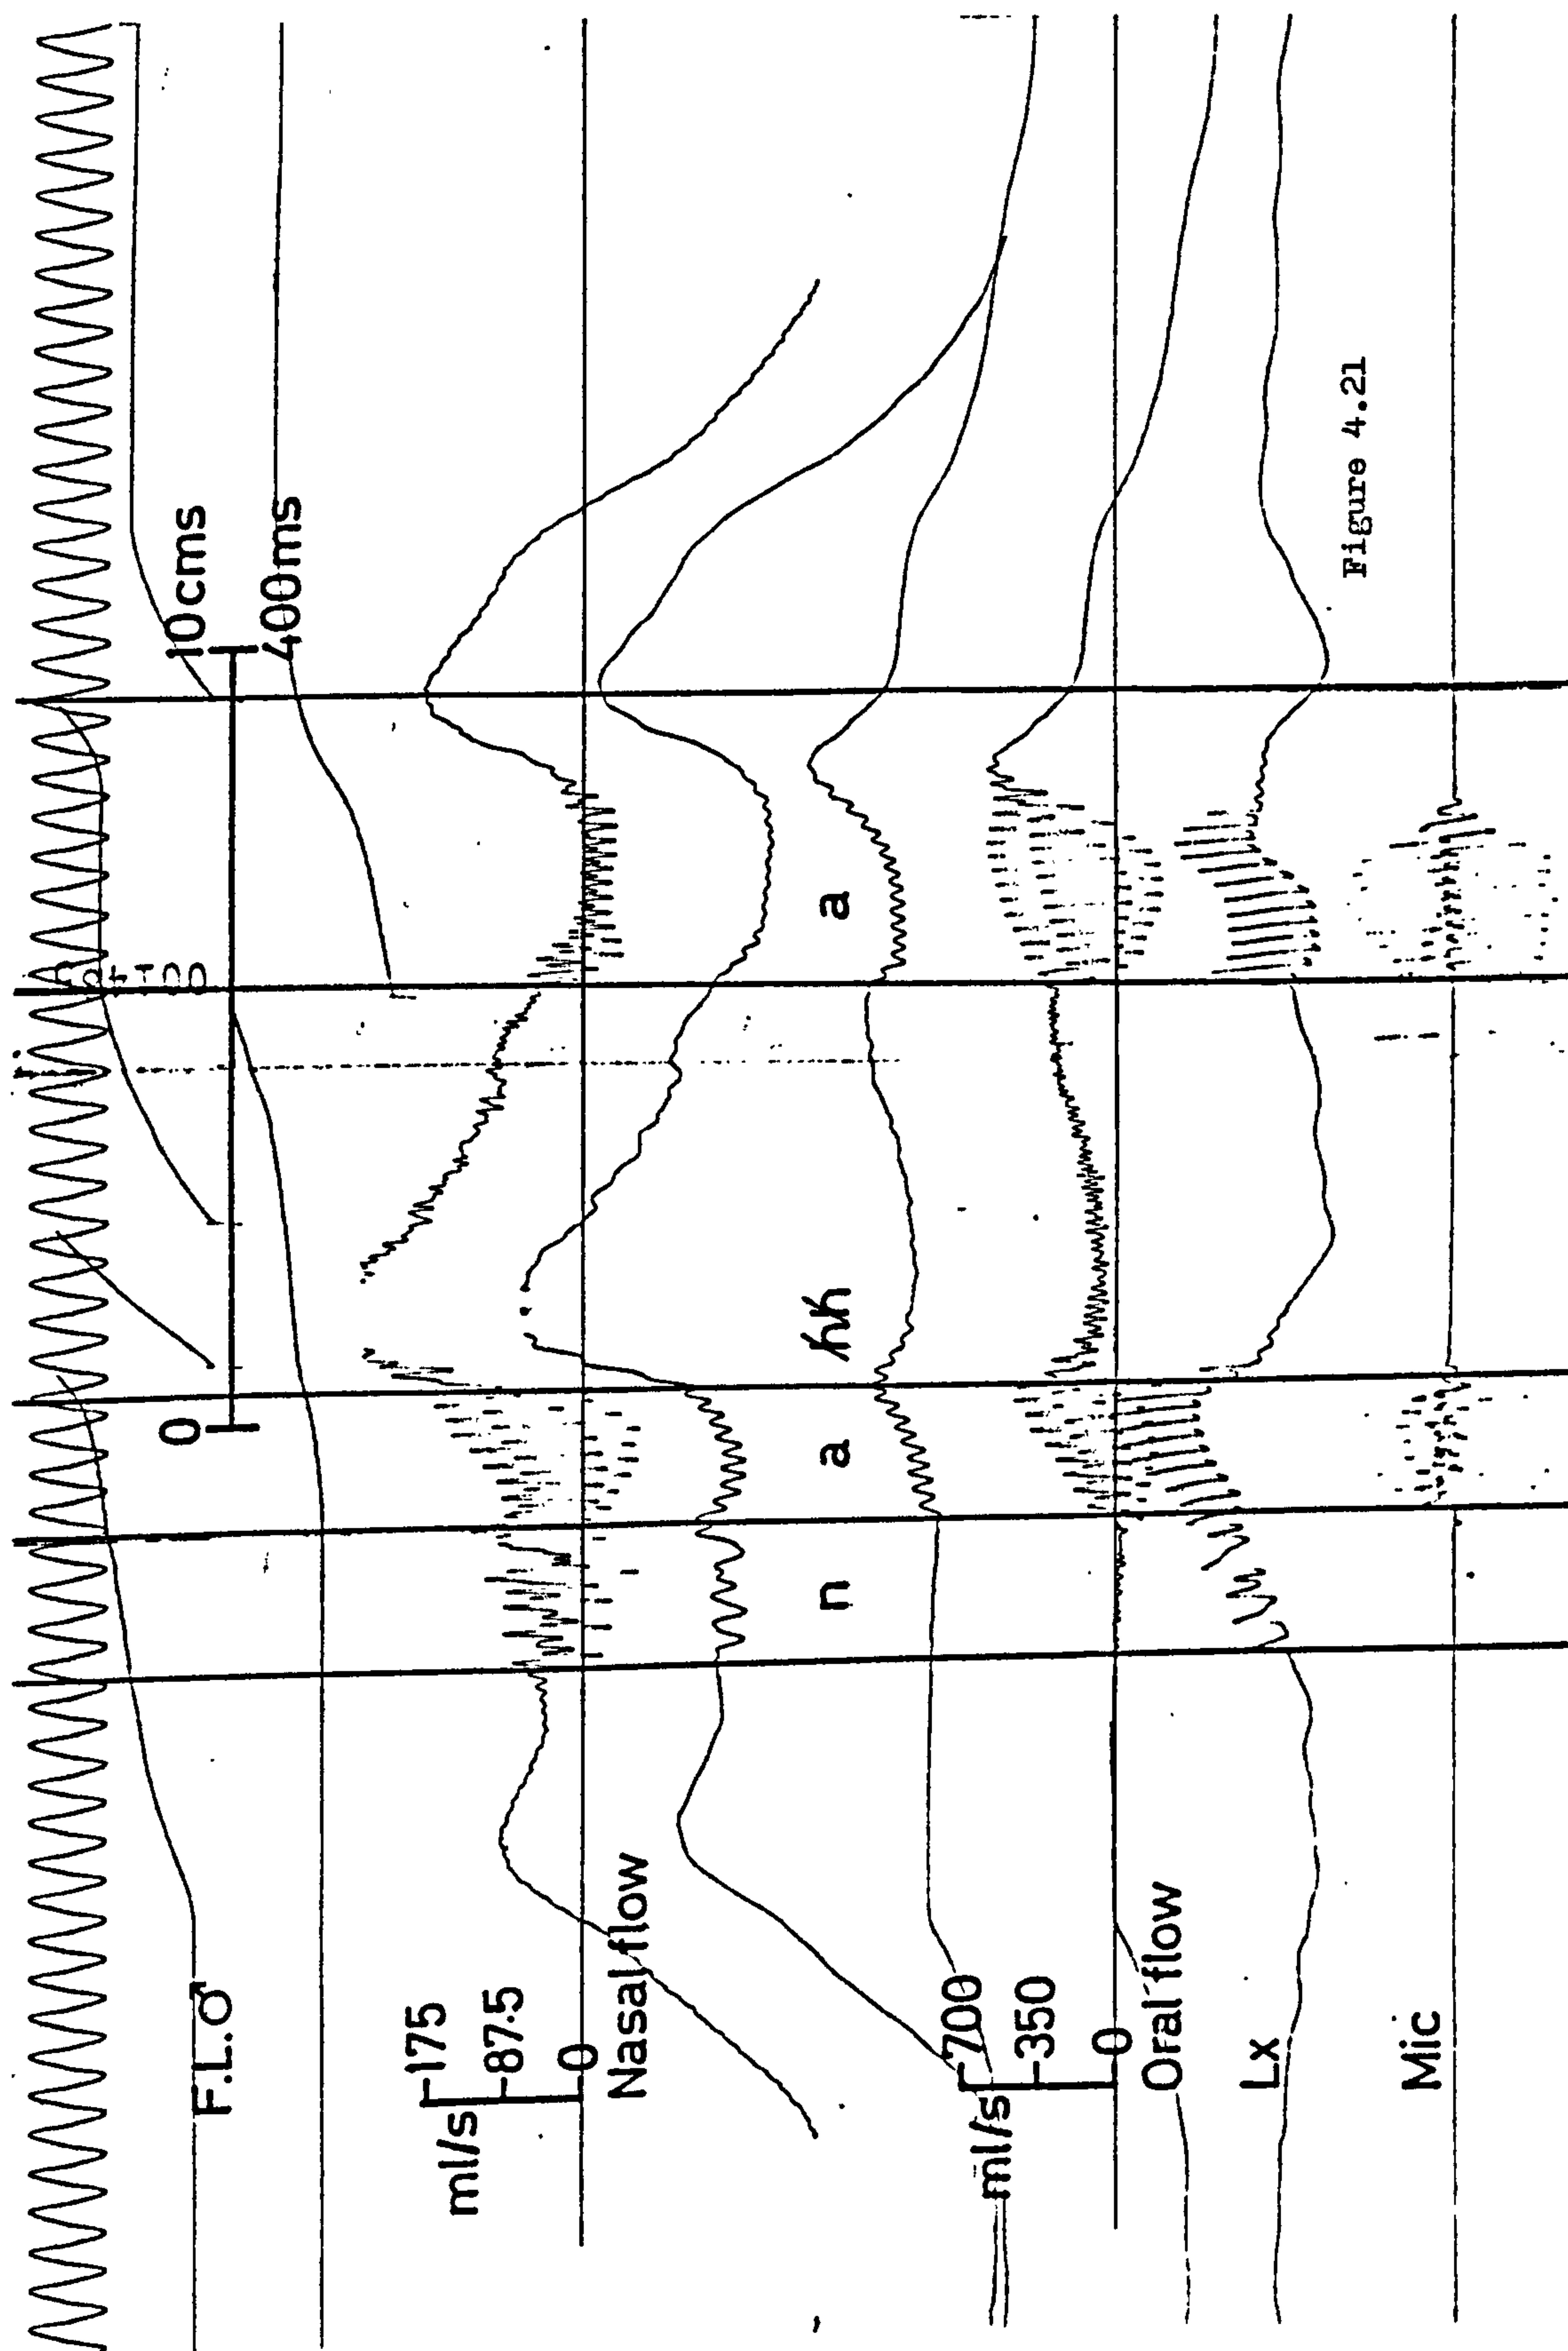 F.L.♂
0
10cms
400ms
ml/s
175
87·5
0
Nasal flow
n
a
ɦɦ
a
ml/s
700
350
0
Oral flow
Lx
Mic
Figure 4.21